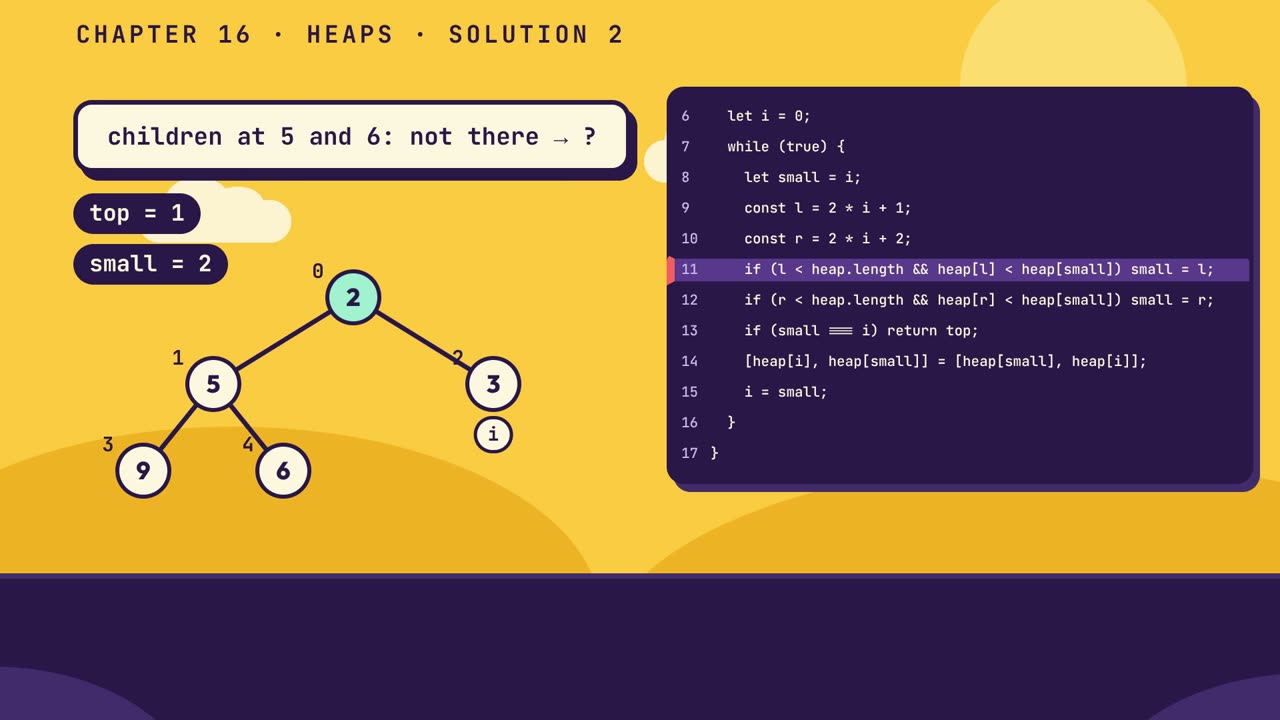 CHAPTER 16 · HEAPS · SOLUTION 2
children at 5 and 6: not there → ?
top = 1
small = 2
0
2
1
5
2
3
i
3
9
4
6
6 let i = 0;
7 while (true) {
8 let small = i;
9 const l = 2 * i + 1;
10 const r = 2 * i + 2;
11 if (l < heap.length && heap[l] < heap[small]) small = l;
12 if (r < heap.length && heap[r] < heap[small]) small = r;
13 if (small === i) return top;
14 [heap[i], heap[small]] = [heap[small], heap[i]];
15 i = small;
16 }
17 }